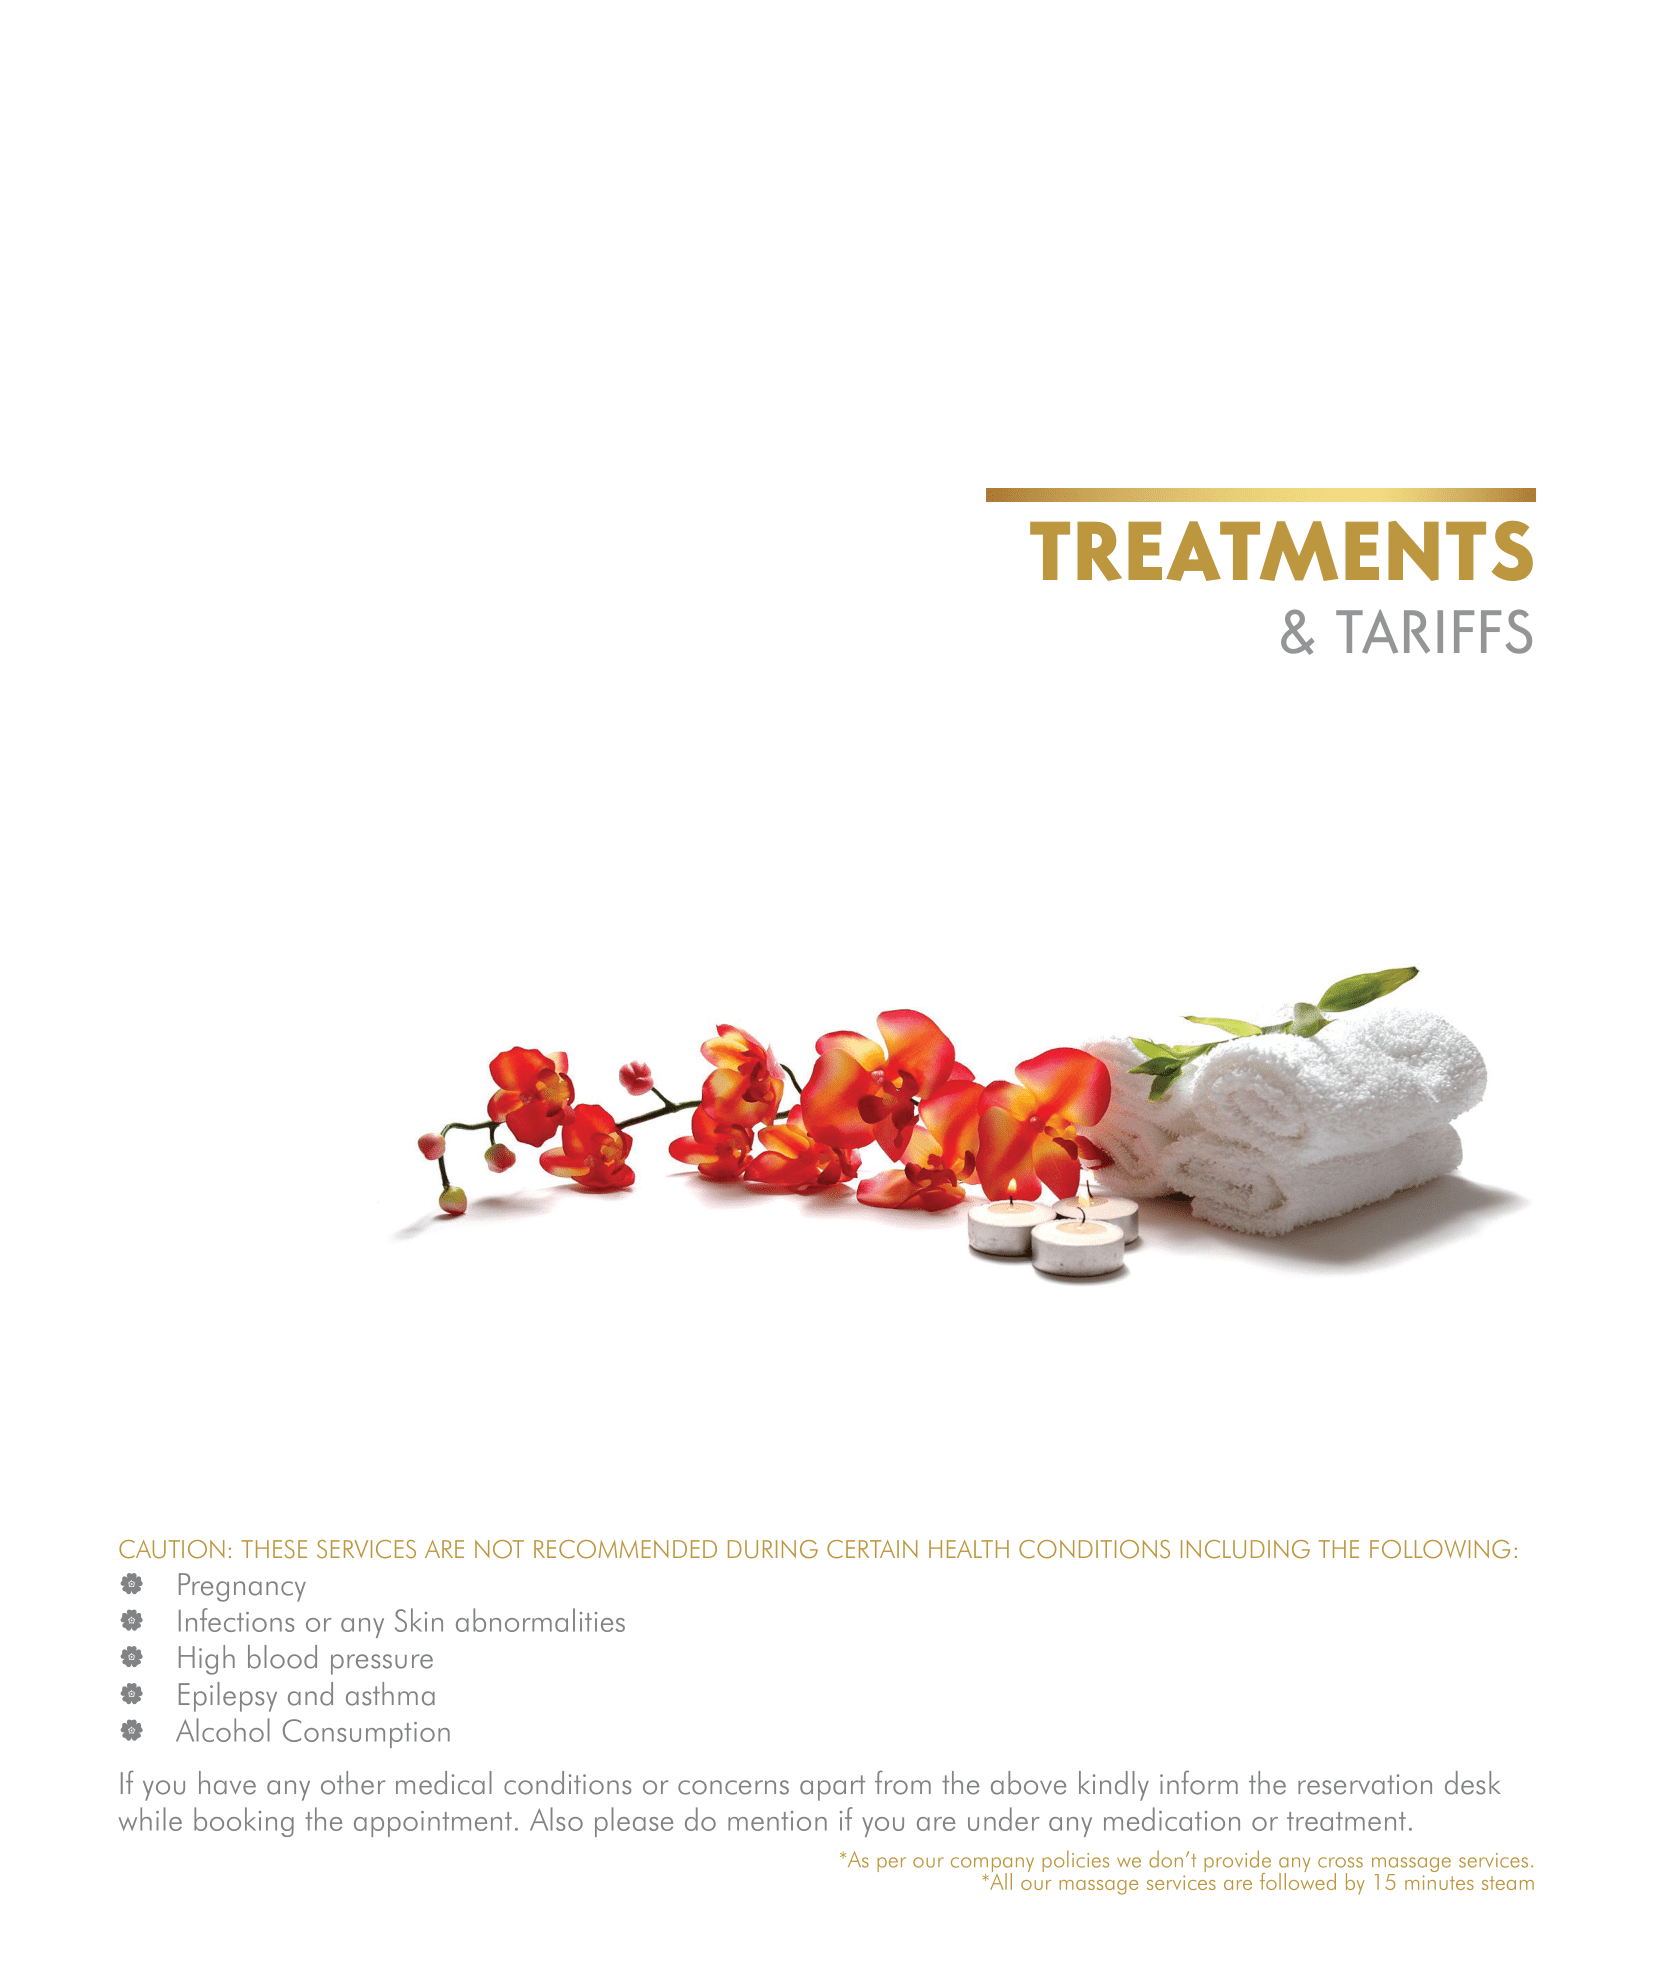 TREATMENTS
& TARIFFS
CAUTION: THESE SERVICES ARE NOT RECOMMENDED DURING CERTAIN HEALTH CONDITIONS INCLUDING THE FOLLOWING:
Pregnancy
Infections or any Skin abnormalities
High blood pressure
Epilepsy and asthma
Alcohol Consumption
If you have any other medical conditions or concerns apart from the above kindly inform the reservation desk
while booking the appointment. Also please do mention if you are under any medication or treatment.
*As per our company policies we don’t provide any cross massage services.
*All our massage services are followed by 15 minutes steam